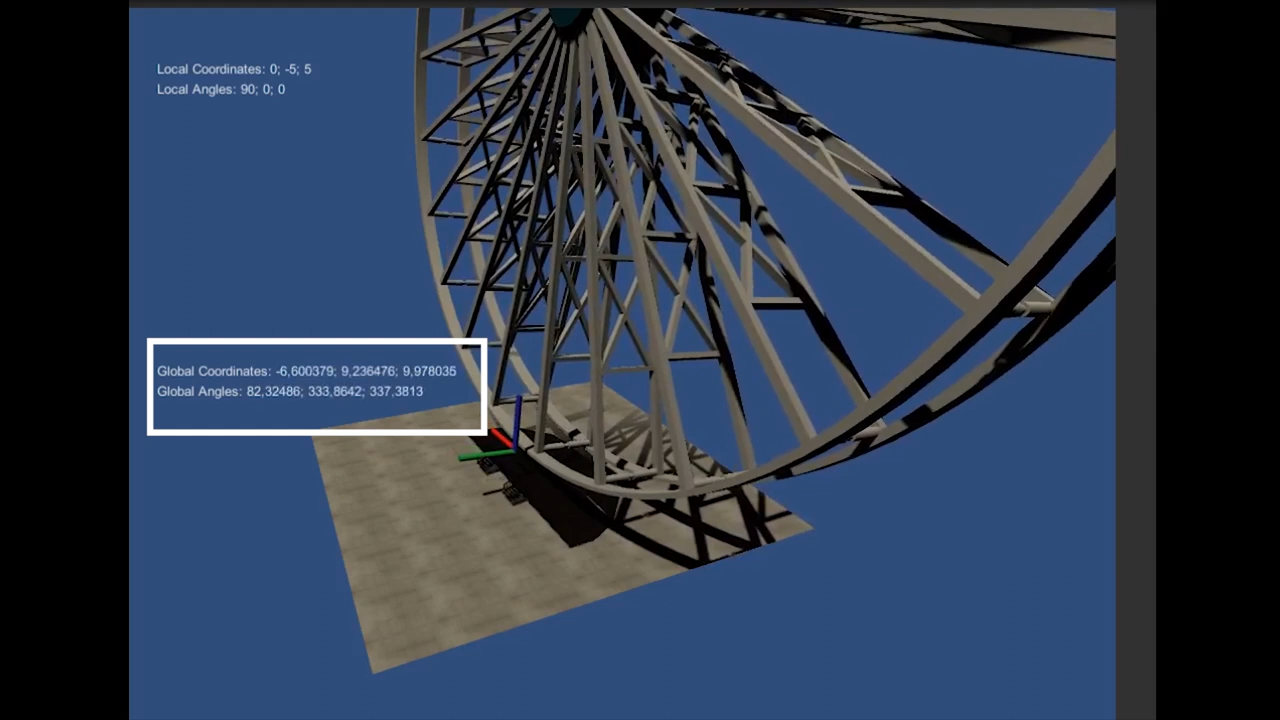 Local Coordinates: 0; -5; 5
Local Angles: 90; 0; 0
Global Coordinates: -6,600379; 9,236476; 9,978035
Global Angles: 82,32486; 333,8642; 337,3813